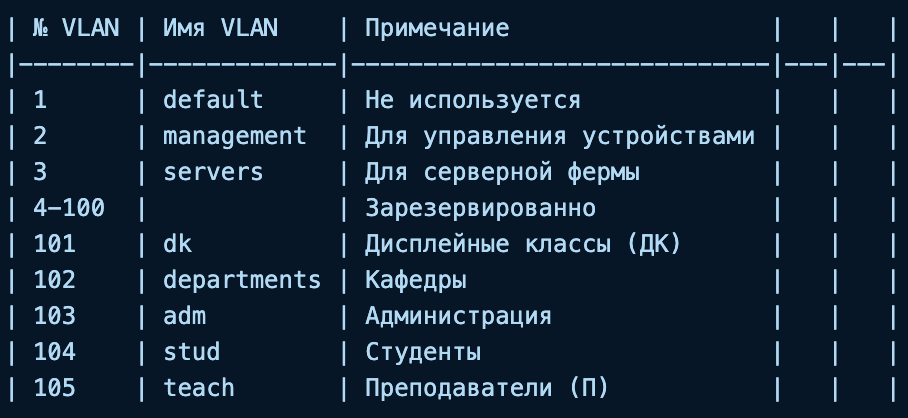 | № VLAN | Имя VLAN    | Примечание                  |   |   |
|--------|-------------|-----------------------------|---|---|
| 1      | default     | Не используется             |   |   |
| 2      | management  | Для управления устройствами |   |   |
| 3      | servers     | Для серверной фермы         |   |   |
| 4-100  |             | Зарезервированно            |   |   |
| 101    | dk          | Дисплейные классы (ДК)      |   |   |
| 102    | departments | Кафедры                     |   |   |
| 103    | adm         | Администрация               |   |   |
| 104    | stud        | Студенты                    |   |   |
| 105    | teach       | Преподаватели (П)           |   |   |